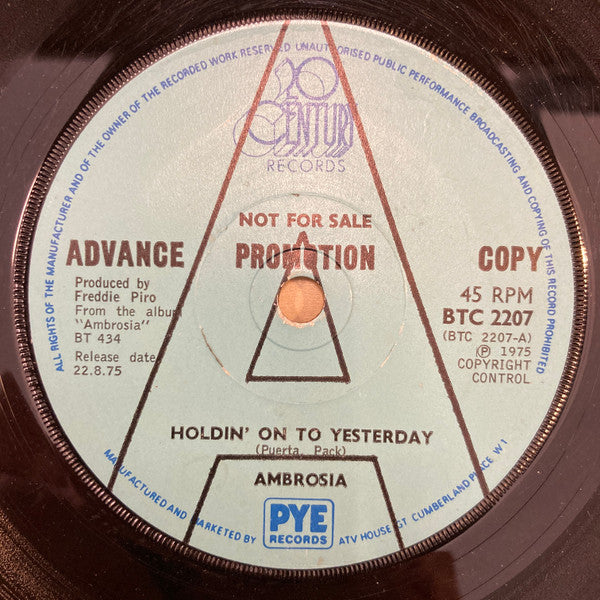 ALL RIGHTS OF THE MANUFACTURER AND OF THE OWNER OF THE RECORDED WORK RESERVED UNAUTHORISED PUBLIC PERFORMANCE BROADCASTING AND COPYING OF THIS RECORD PROHIBITED
20
CENTURY
RECORDS
NOT FOR SALE
ADVANCE PROMOTION COPY
Produced by
Freddie Piro
From the album
"Ambrosia"
BT 434
Release date
22.8.75
45 RPM
BTC 2207
(BTC 2207-A)
Ⓟ 1975
COPYRIGHT
CONTROL
HOLDIN' ON TO YESTERDAY
(Puerta, Pack)
AMBROSIA
PYE
RECORDS
MANUFACTURED AND MARKETED BY ATV HOUSE GT CUMBERLAND PLACE W1